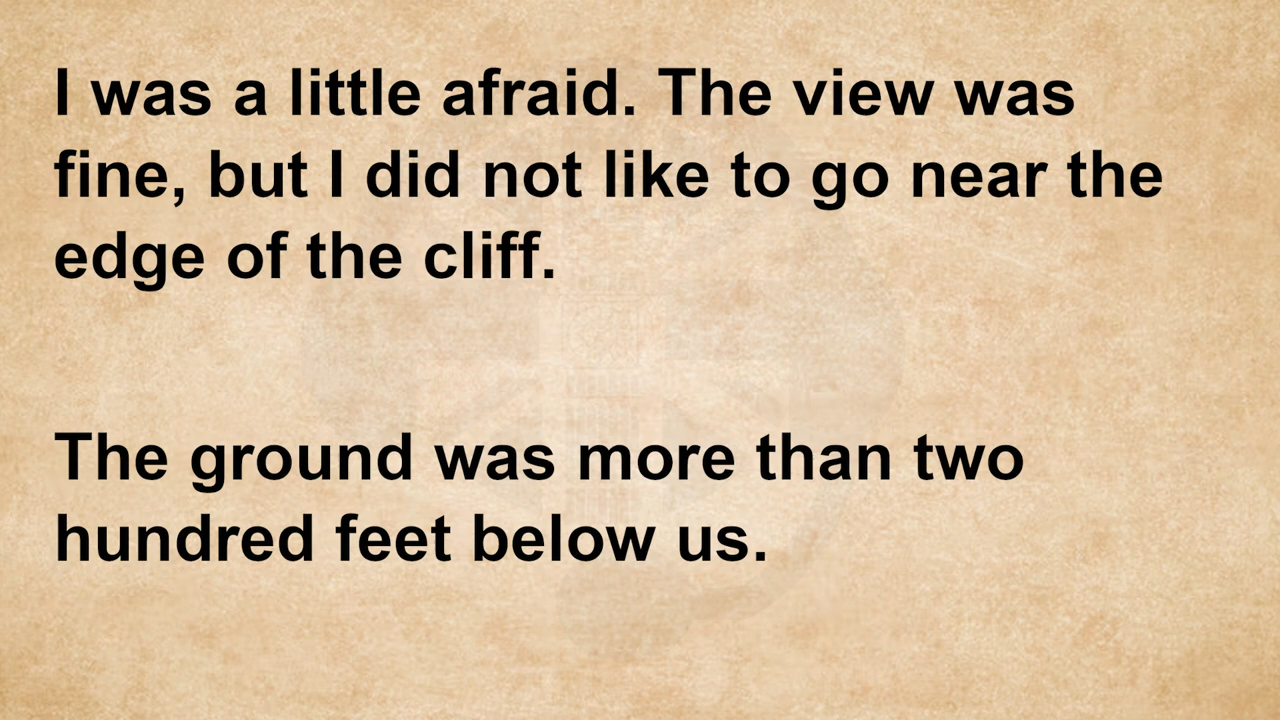 I was a little afraid. The view was
fine, but I did not like to go near the
edge of the cliff.
The ground was more than two
hundred feet below us.